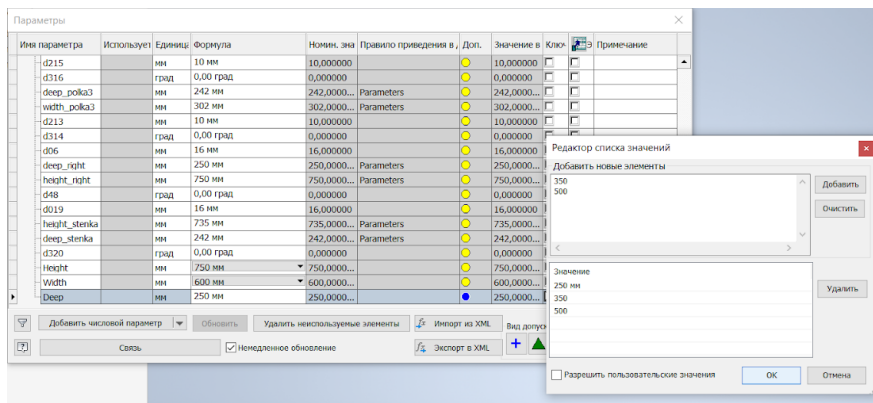 Параметры
Имя параметра Использует Единица Формула Номин. зна Правило приведения в Доп. Значение в Клю Э Примечание
d215 мм 10 мм 10,000000 10,000000
d316 град 0,00 град 0,000000 0,000000
deep_polka3 мм 242 мм 242,0000... Parameters 242,0000...
width_polka3 мм 302 мм 302,0000... Parameters 302,0000...
d213 мм 10 мм 10,000000 10,000000
d314 град 0,00 град 0,000000 0,000000
d06 мм 16 мм 16,000000 16,000000
deep_right мм 250 мм 250,0000... Parameters 250,0000...
height_right мм 750 мм 750,0000... Parameters 750,0000...
d48 град 0,00 град 0,000000 0,000000
d019 мм 16 мм 16,000000 16,000000
height_stenka мм 735 мм 735,0000... Parameters 735,0000...
deep_stenka мм 242 мм 242,0000... Parameters 242,0000...
d320 град 0,00 град 0,000000 0,000000
Height мм 750 мм 750,0000... 750,0000...
Width мм 600 мм 600,0000... 600,0000...
Deep мм 250 мм 250,0000... 250,0000...
Добавить числовой параметр Обновить Удалить неиспользуемые элементы Импорт из XML Вид допуск
Связь Немедленное обновление Экспорт в XML
Редактор списка значений
Добавить новые элементы
350
500
Добавить
Очистить
Значение
250 мм
350
500
Удалить
Разрешить пользовательские значения
OK Отмена